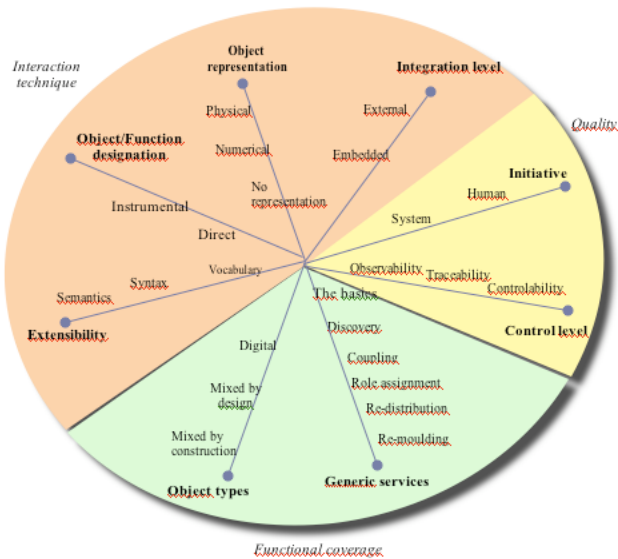 Object
representation
Interaction
technique
Integration level
Physical
External
Quality
Object/Function
designation
Numerical
Embedded
Initiative
No
representation
Human
Instrumental
System
Direct
Vocabulary
Observability
Traceability
Syntax
Controlability
Semantics
The basics
Extensibility
Discovery
Control level
Digital
Coupling
Mixed by
design
Role assignment
Re-distribution
Mixed by
construction
Re-moulding
Object types
Generic services
Functional coverage